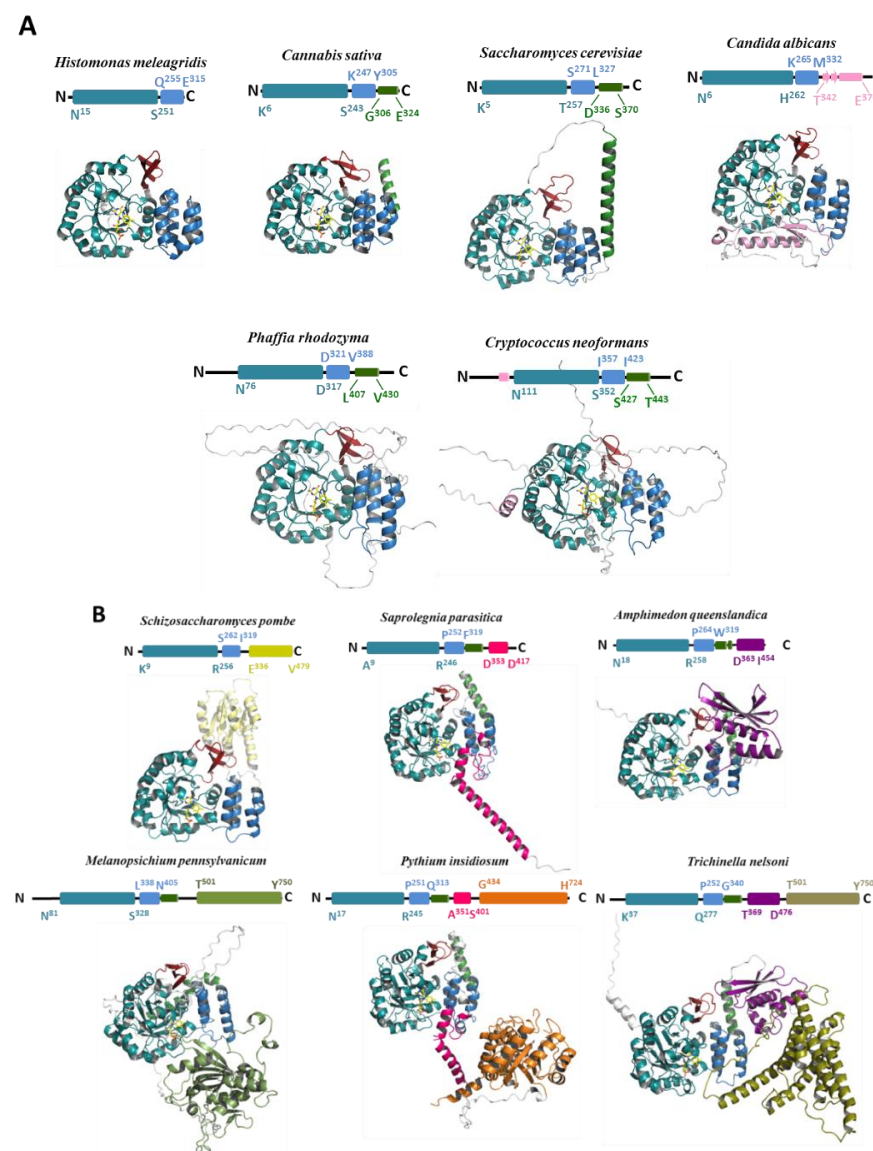 A
Histomonas meleagridis
Cannabis sativa
Saccharomyces cerevisiae
Candida albicans
Q255 E315
N C
N15 S251
K247 Y305
N C
K6 S243 G306 E324
S271 L327
N C
K5 T257 D336 S370
K265 M332
N C
N6 H262 T342
Phaffia rhodozyma
Cryptococcus neoformans
D321 V388
N C
N76 D317 L407 V430
I357 I423
N C
N111 S352 S427 T443
B
Schizosaccharomyces pombe
Saprolegnia parasitica
Amphimedon queenslandica
S262 I319
N C
K9 R256 E336 V479
P252 F319
N C
A9 R246 D353 D417
P264 W319
N C
N18 R258 D363 I454
Melanopsichium pennsylvanicum
Pythium insidiosum
Trichinella nelsoni
L338 N405 T501 Y750
N C
N81 S328
P251 Q313 G434 H724
N C
N17 R245 A351 S401
P252 G340 T501 Y750
N C
K37 Q277 T369 D476